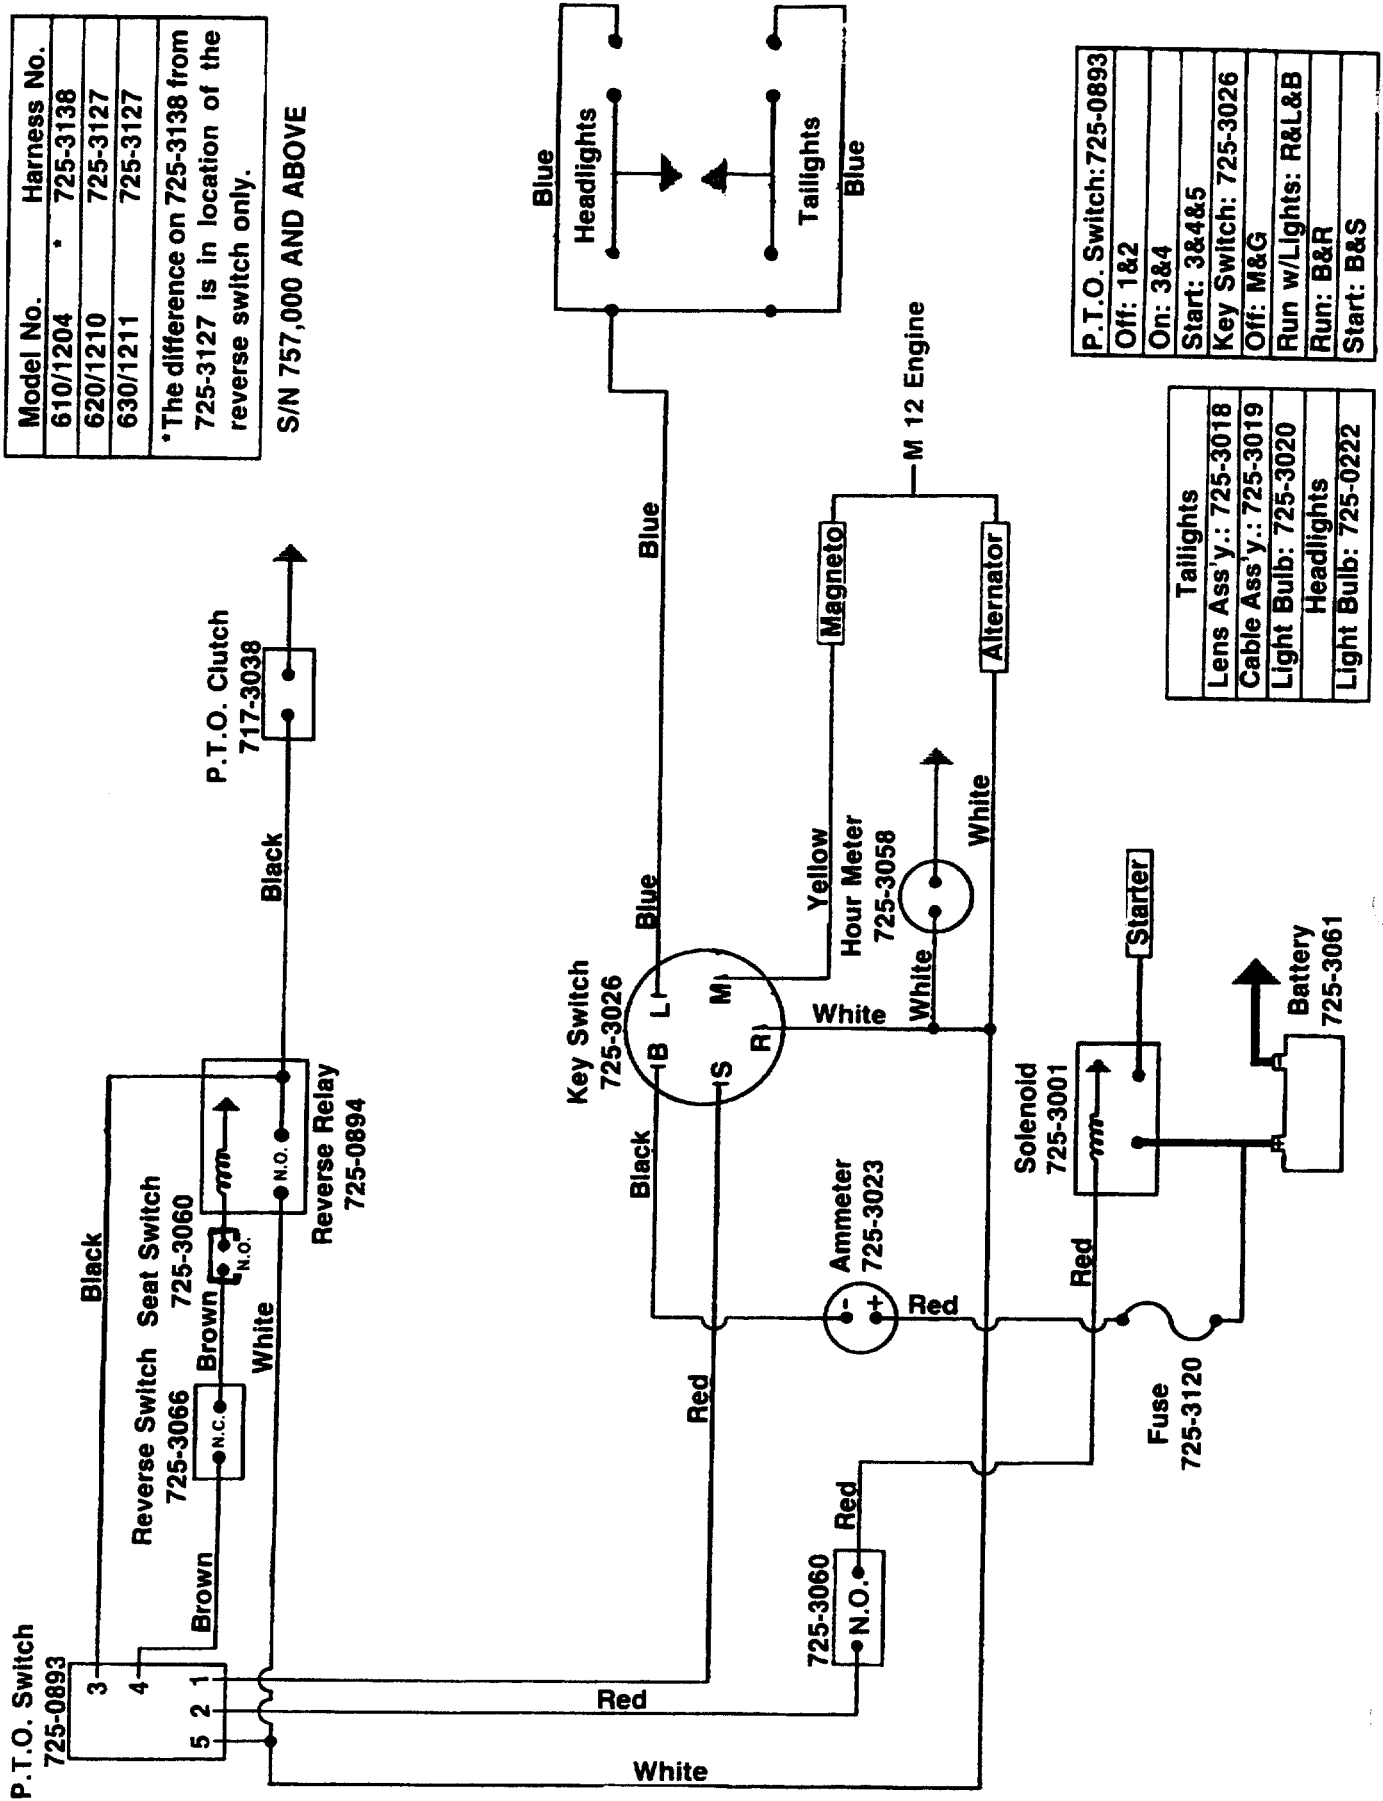 Model No. Harness No.
610/1204 * 725-3138
620/1210 725-3127
630/1211 725-3127
*The difference on 725-3138 from
725-3127 is in location of the
reverse switch only.
S/N 757,000 AND ABOVE
P.T.O. Switch
725-0893
3
4
1
2
5
Black
Reverse Switch
725-3066
N.C.
Brown
Brown
Seat Switch
725-3060
N.O.
White
N.O.
Reverse Relay
725-0894
Black
P.T.O. Clutch
717-3038
Blue
Headlights
Tailights
Blue
Blue
Blue
Key Switch
725-3026
L
B
M
S
R
Black
Red
Red
White
White
Yellow
Hour Meter
725-3058
White
White
Magneto
Alternator
M 12 Engine
Ammeter
725-3023
-
+
Red
725-3060
N.O.
Red
Red
Fuse
725-3120
Solenoid
725-3001
Starter
Battery
725-3061
+
-
P.T.O. Switch:725-0893
Off: 1&2
On: 3&4
Start: 3&4&5
Key Switch: 725-3026
Off: M&G
Run w/Lights: R&L&B
Run: B&R
Start: B&S
Tailights
Lens Ass'y.: 725-3018
Cable Ass'y.: 725-3019
Light Bulb: 725-3020
Headlights
Light Bulb: 725-0222